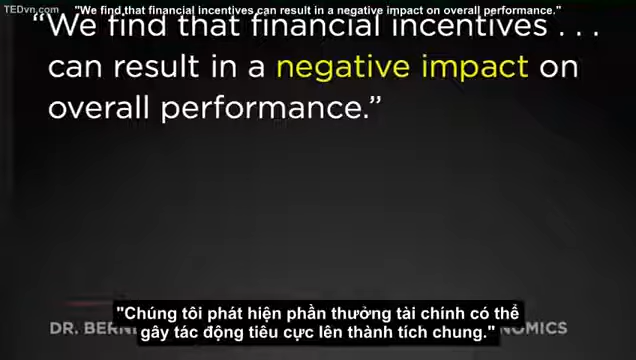 TEDvn.com
"We find that financial incentives can result in a negative impact on overall performance."
“We find that financial incentives . . .
can result in a negative impact on
overall performance.”
"Chúng tôi phát hiện phần thưởng tài chính có thể
gây tác động tiêu cực lên thành tích chung."
DR. BERN
NOMICS